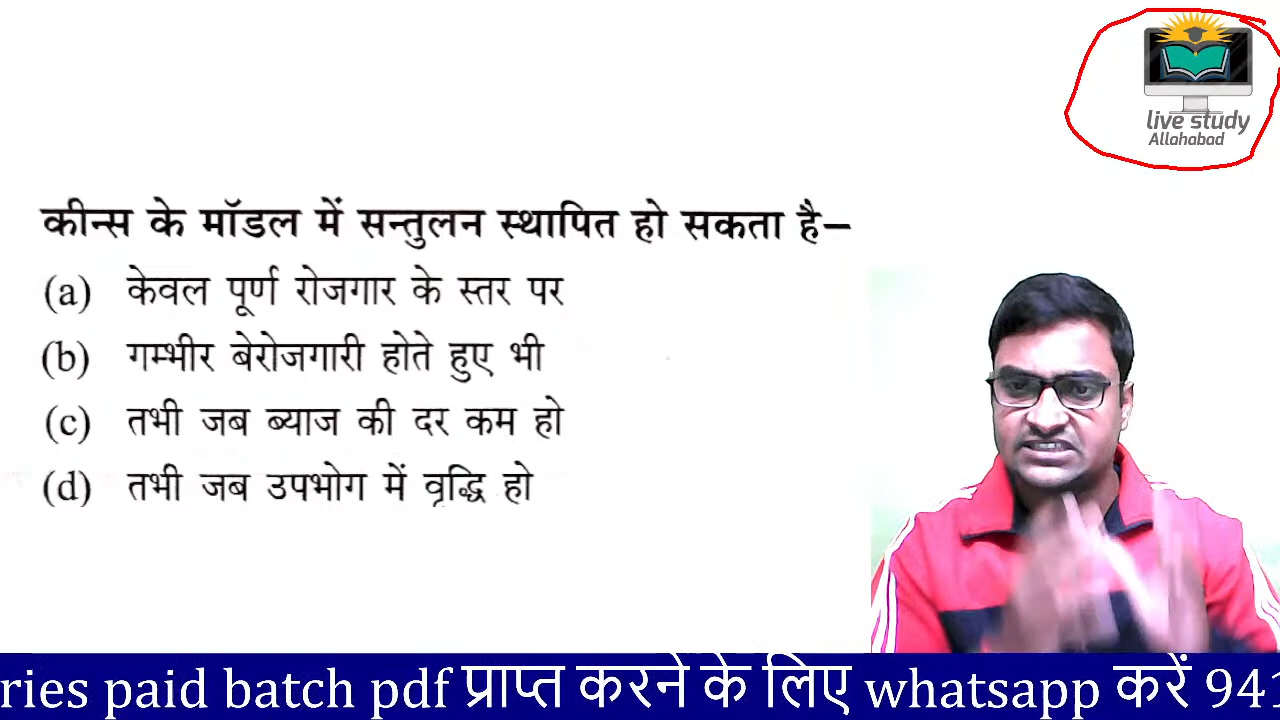 live study
Allahabad
कीन्स के मॉडल में सन्तुलन स्थापित हो सकता है–
(a) केवल पूर्ण रोजगार के स्तर पर
(b) गम्भीर बेरोजगारी होते हुए भी
(c) तभी जब ब्याज की दर कम हो
(d) तभी जब उपभोग में वृद्धि हो
ries paid batch pdf प्राप्त करने के लिए whatsapp करें 941